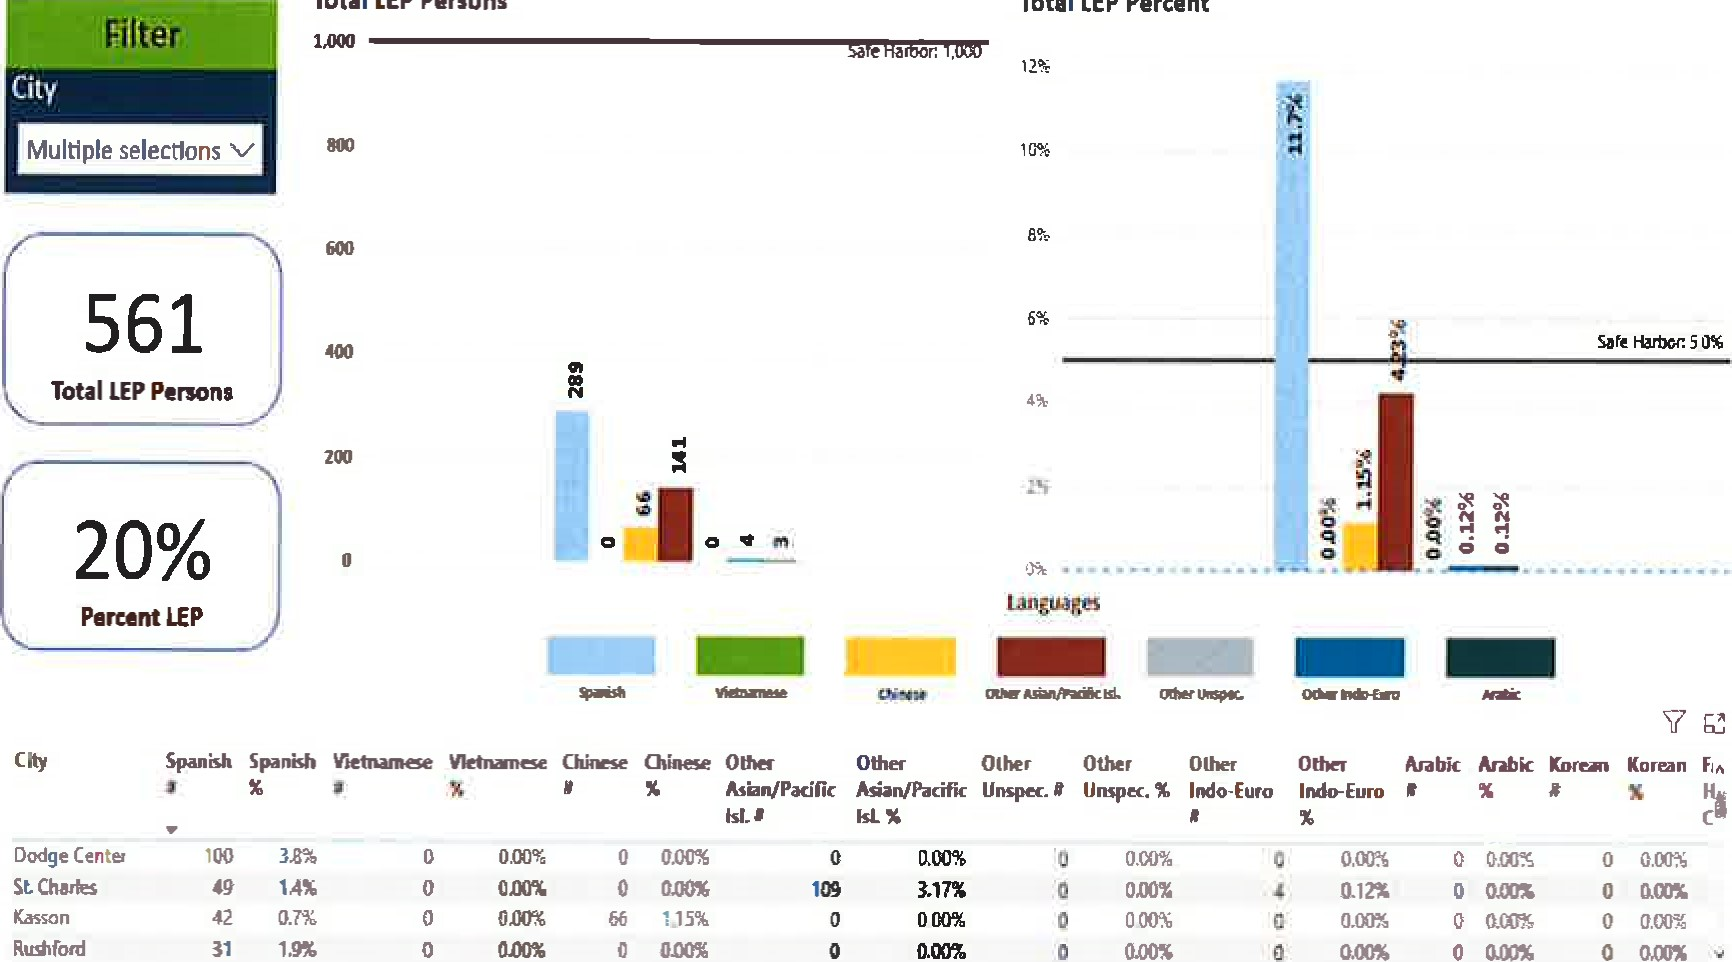 Filter
City
Multiple selections
561
Total LEP Persons
20%
Percent LEP
Total LEP Persons
1,000
Safe Harbor: 1,000
800
600
400
200
0
289
0
66
141
0
4
3
Total LEP Percent
12%
10%
8%
6%
4%
2%
0%
Safe Harbor: 5.0%
11.7%
0.00%
1.15%
4.23%
0.00%
0.12%
0.12%
Languages
Spanish Vietnamese Chinese Other Asian/Pacific Isl. Other Unspec. Other Indo-Euro Arabic
City Spanish # Spanish % Vietnamese # Vietnamese % Chinese # Chinese % Other Asian/Pacific Isl. # Other Asian/Pacific Isl. % Other Unspec. # Other Unspec. % Other Indo-Euro # Other Indo-Euro % Arabic # Arabic % Korean # Korean %
Dodge Center 100 3.8% 0 0.00% 0 0.00% 0 0.00% 0 0.00% 0 0.00% 0 0.00% 0 0.00%
St. Charles 49 1.4% 0 0.00% 0 0.00% 109 3.17% 0 0.00% 4 0.12% 0 0.00% 0 0.00%
Kasson 42 0.7% 0 0.00% 66 1.15% 0 0.00% 0 0.00% 0 0.00% 0 0.00% 0 0.00%
Rushford 31 1.9% 0 0.00% 0 0.00% 0 0.00% 0 0.00% 0 0.00% 0 0.00% 0 0.00%